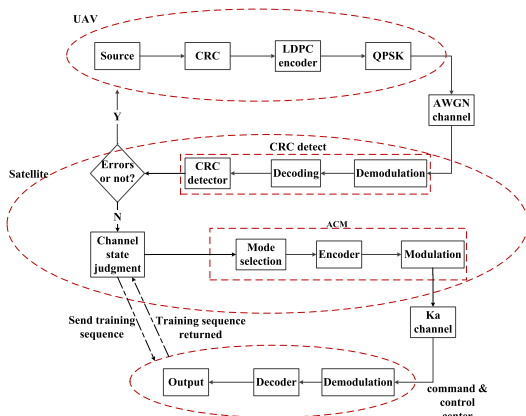 UAV
Source
CRC
LDPC
encoder
QPSK
AWGN
channel
Y
CRC detect
Satellite
Errors
or not?
CRC
detector
Decoding
Demodulation
N
Channel
state
judgment
ACM
Mode
selection
Encoder
Modulation
Send training
sequence
Training sequence
returned
Ka
channel
Output
Decoder
Demodulation
command &
control
center